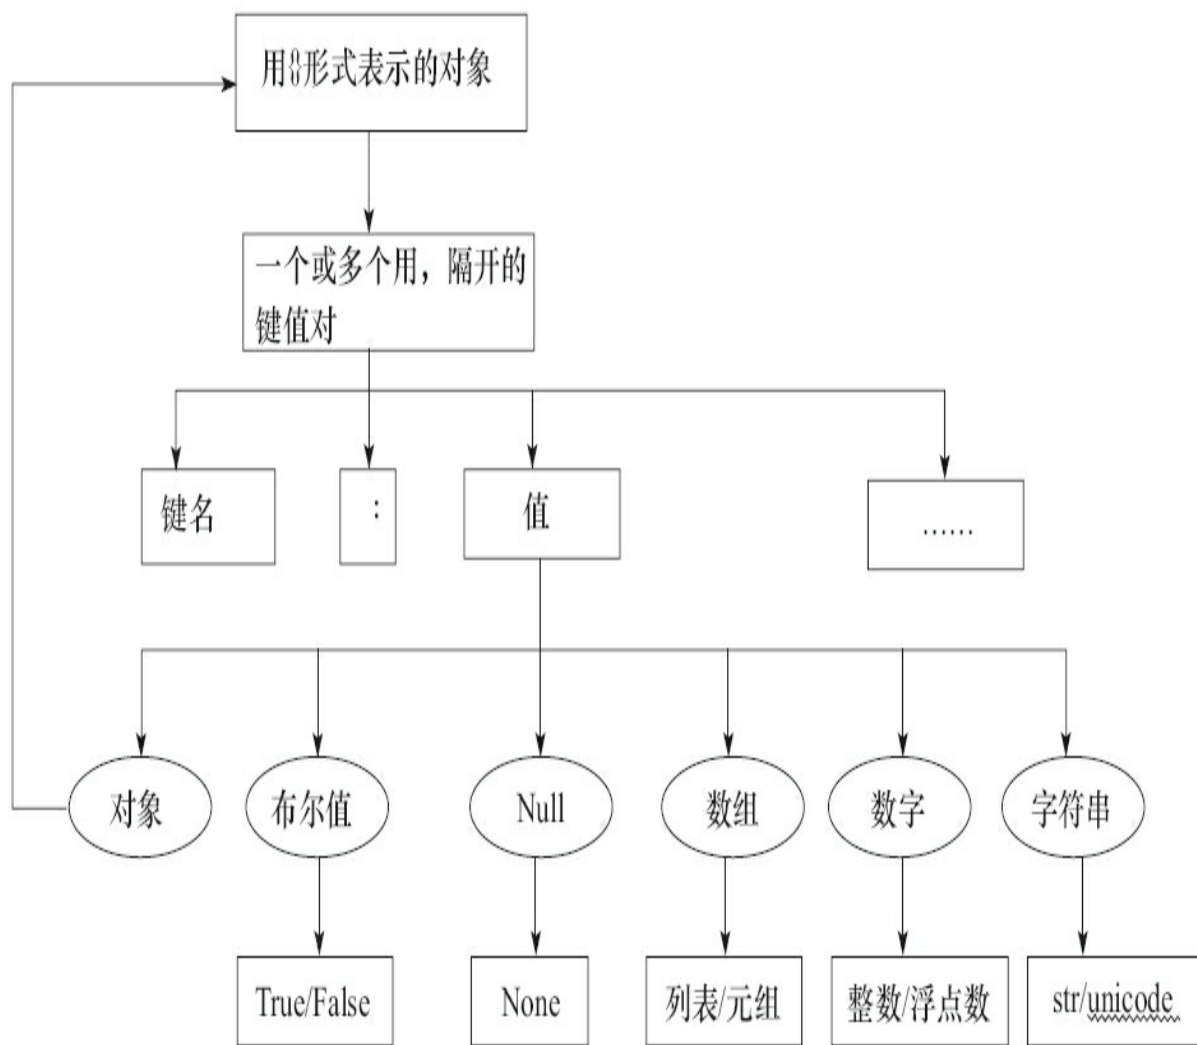 用{}形式表示的对象
一个或多个用，隔开的
键值对
键名
:
值
……
对象
布尔值
Null
数组
数字
字符串
True/False
None
列表/元组
整数/浮点数
str/unicode